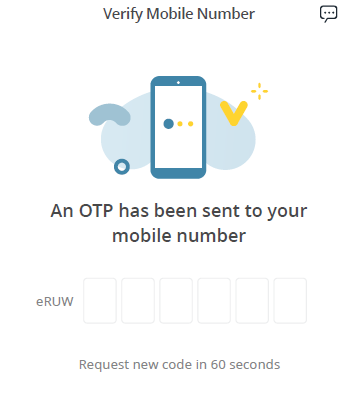 Verify Mobile Number
An OTP has been sent to your
mobile number
eRUW
Request new code in 60 seconds